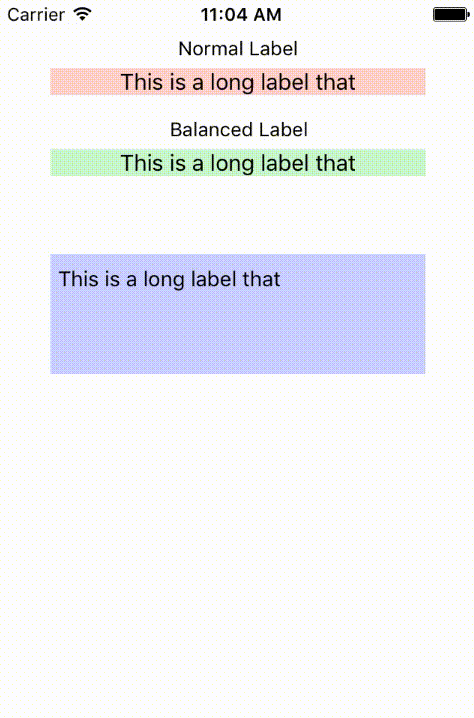 Carrier 11:04 AM
Normal Label
This is a long label that
Balanced Label
This is a long label that
This is a long label that